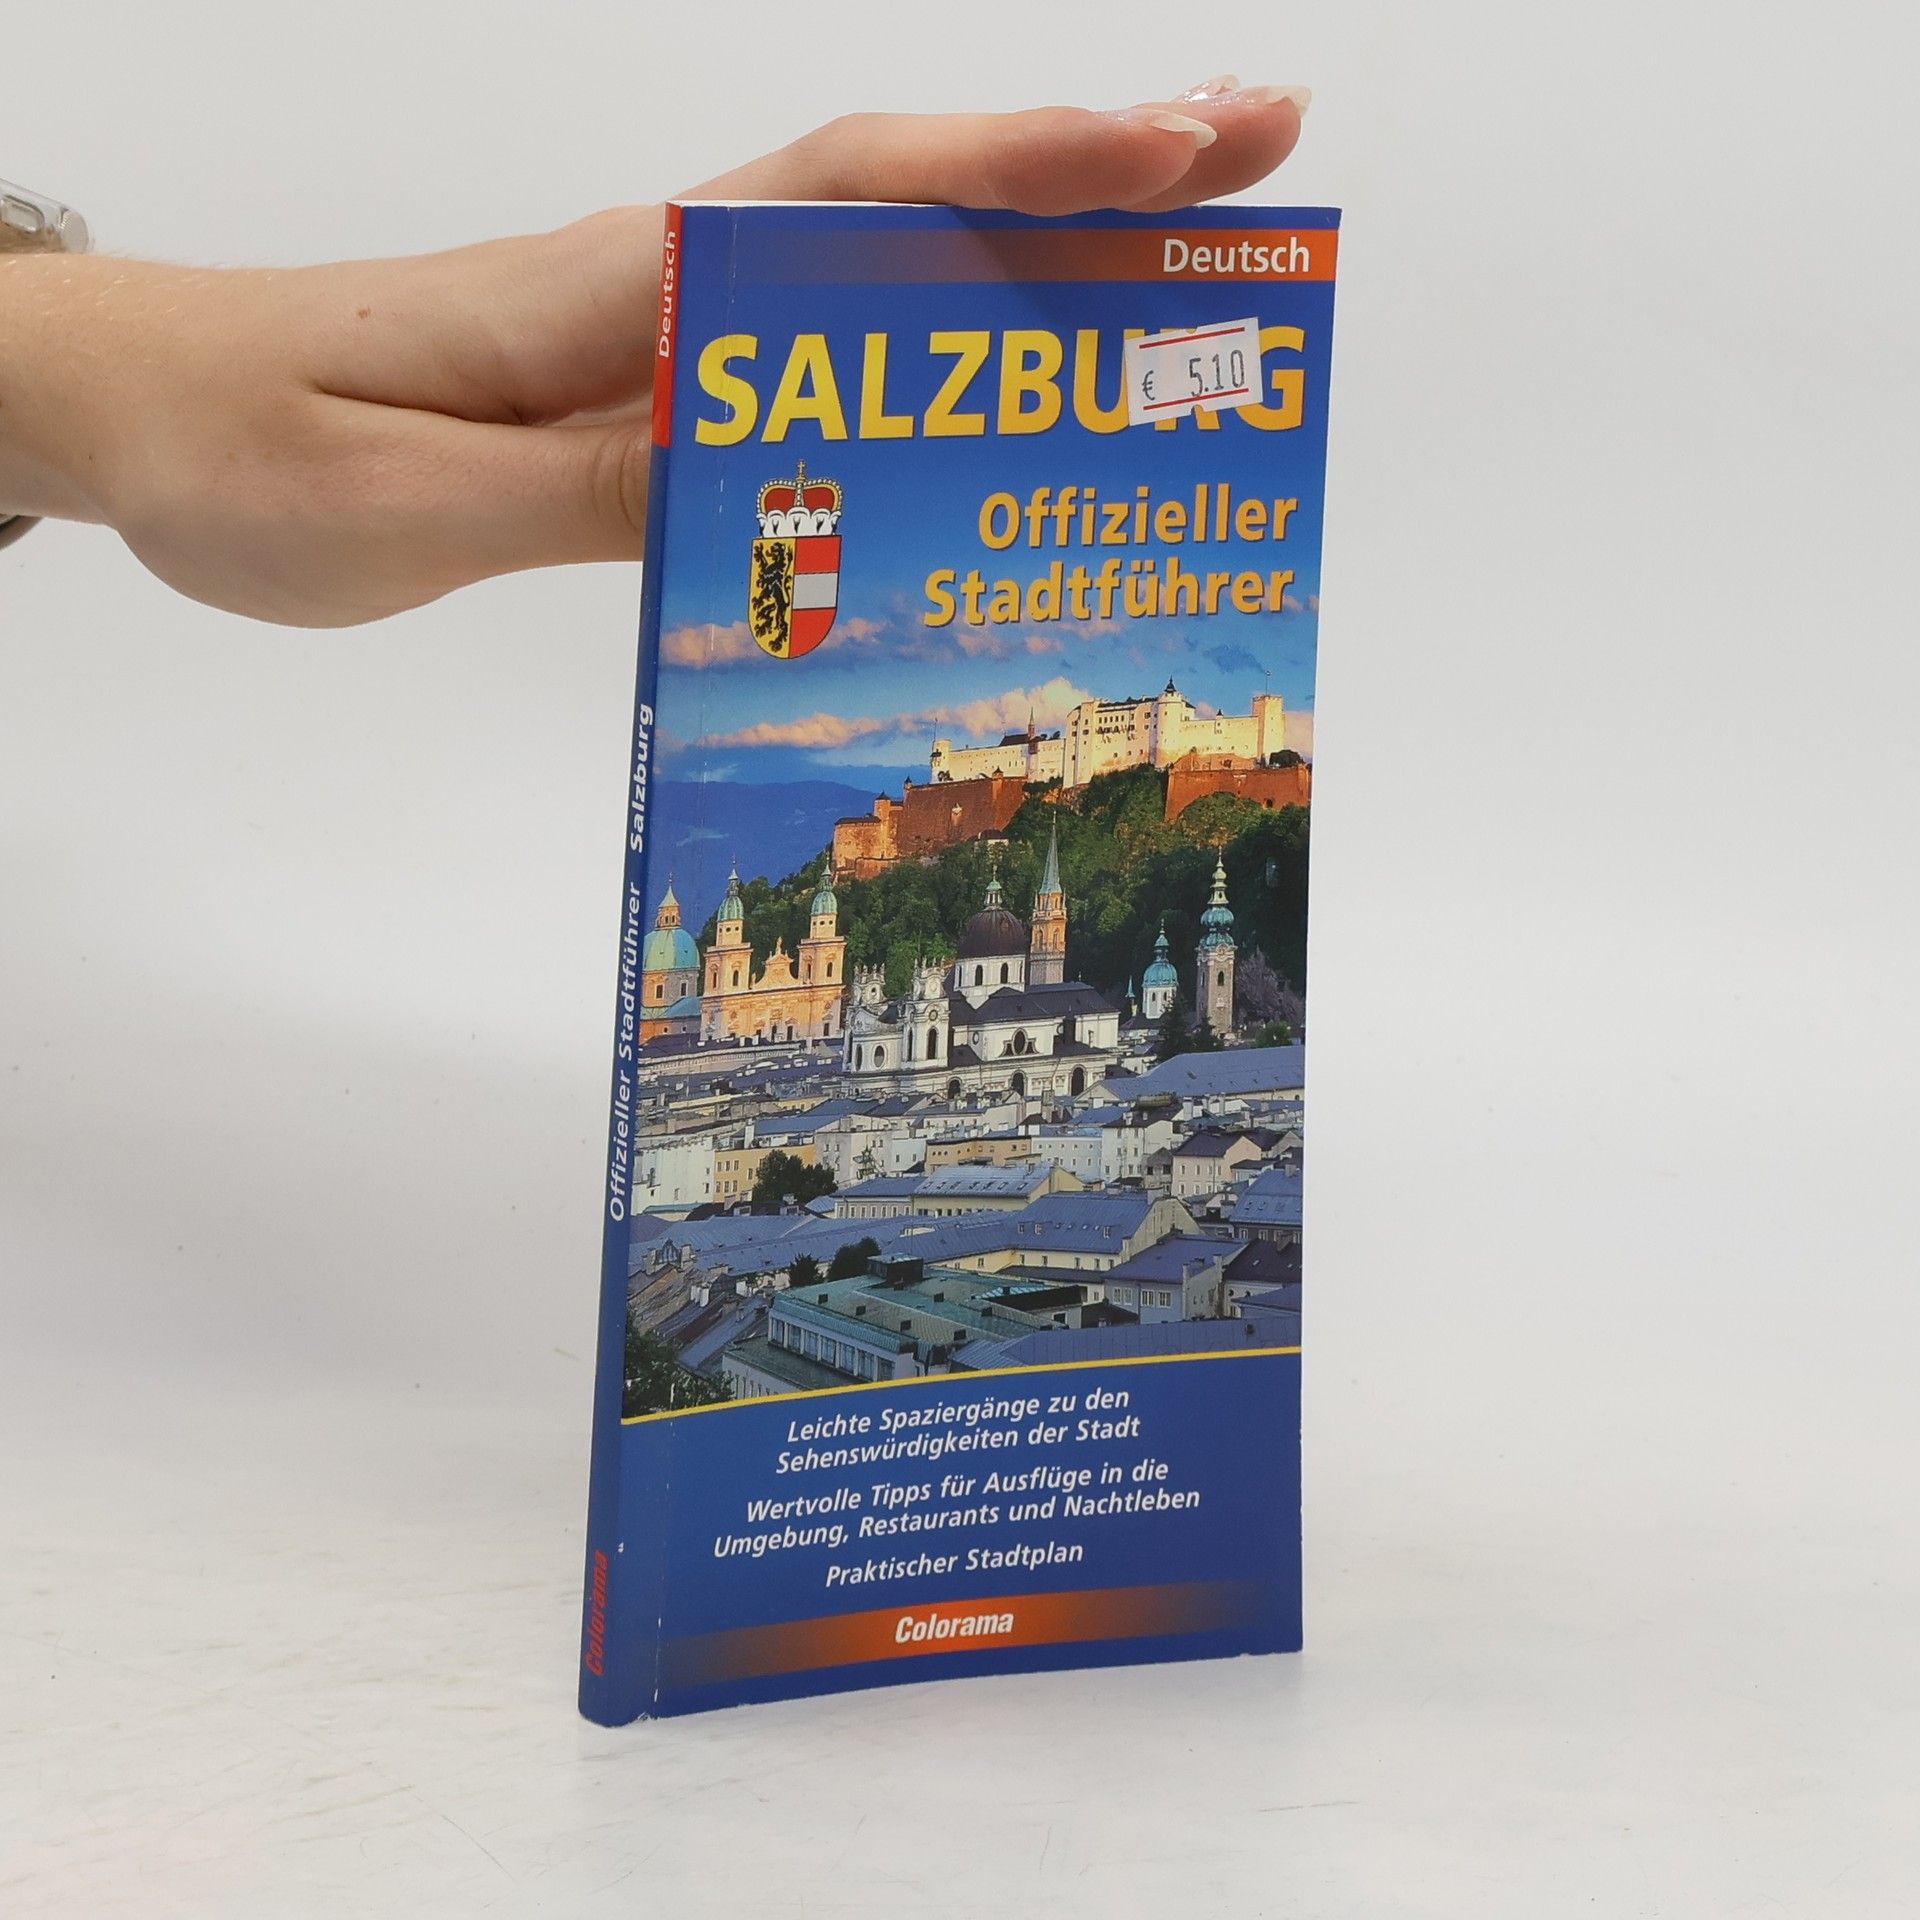 Deutsch
SALZBURG
€ 5.10
Offizieller
Stadtführer
Leichte Spaziergänge zu den
Sehenswürdigkeiten der Stadt
Wertvolle Tipps für Ausflüge in die
Umgebung, Restaurants und Nachtleben
Praktischer Stadtplan
Colorama
Deutsch
Offizieller Stadtführer Salzburg
Colorama